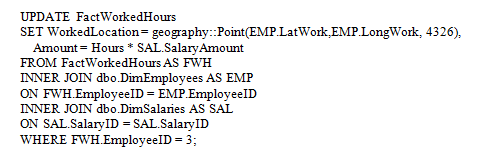 UPDATE FactWorkedHours
SET WorkedLocation = geography::Point(EMP.LatWork,EMP.LongWork, 4326),
Amount = Hours * SAL.SalaryAmount
FROM FactWorkedHours AS FWH
INNER JOIN dbo.DimEmployees AS EMP
ON FWH.EmployeeID = EMP.EmployeeID
INNER JOIN dbo.DimSalaries AS SAL
ON SAL.SalaryID = SAL.SalaryID
WHERE FWH.EmployeeID = 3;